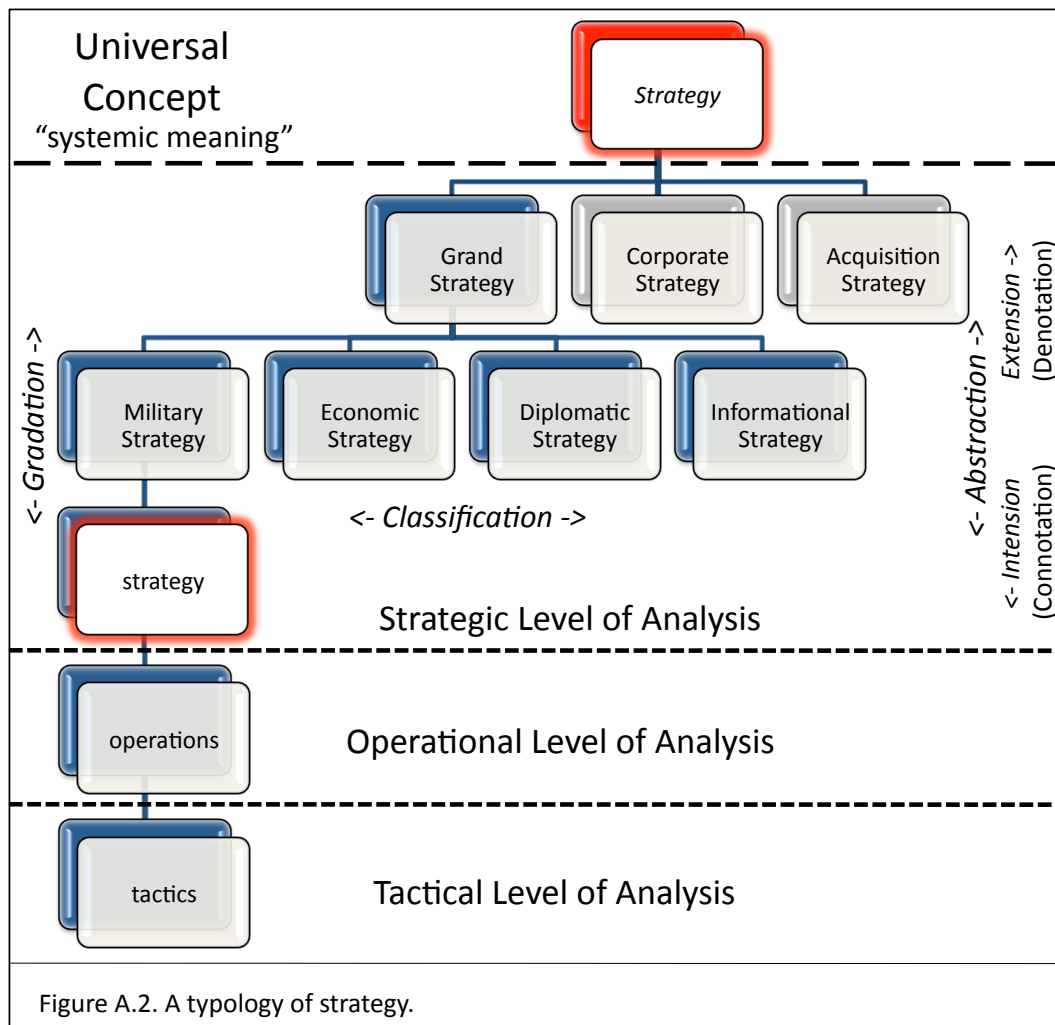 Universal
Concept
“systemic meaning”
Strategy
Grand
Strategy
Corporate
Strategy
Acquisition
Strategy
Military
Strategy
Economic
Strategy
Diplomatic
Strategy
Informational
Strategy
<- Gradation ->
<- Classification ->
<- Abstraction ->
Extension ->
(Denotation)
<- Intension
(Connotation)
strategy
Strategic Level of Analysis
operations
Operational Level of Analysis
tactics
Tactical Level of Analysis
Figure A.2. A typology of strategy.